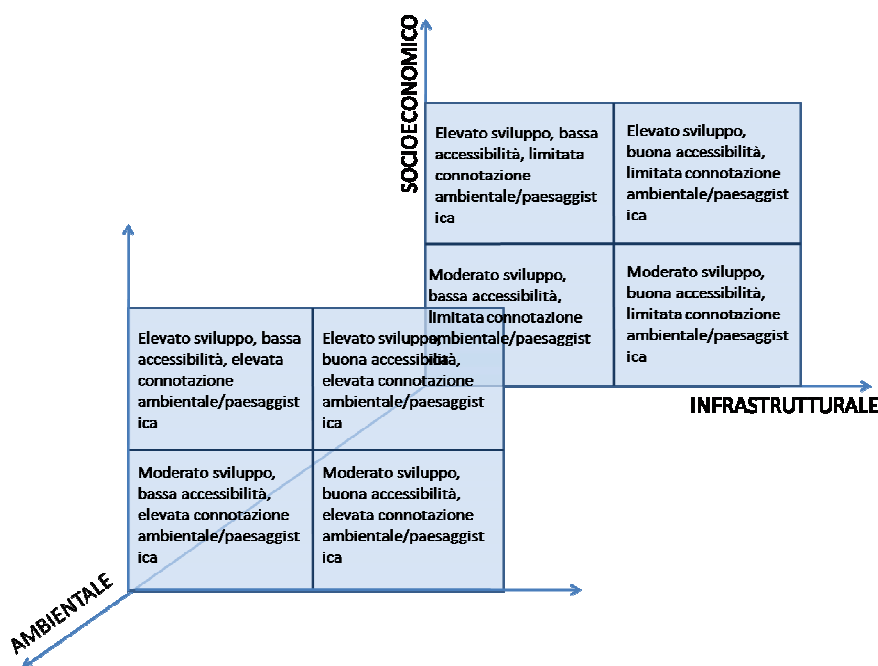 SOCIOECONOMICO
Elevato sviluppo, bassa
accessibilità, limitata
connotazione
ambientale/paesaggist
ica
Elevato sviluppo,
buona accessibilità,
limitata connotazione
ambientale/paesaggist
ica
Moderato sviluppo,
bassa accessibilità,
limitata connotazione
ambientale/paesaggist
ica
Moderato sviluppo,
buona accessibilità,
limitata connotazione
ambientale/paesaggist
ica
INFRASTRUTTURALE
Elevato sviluppo, bassa
accessibilità, elevata
connotazione
ambientale/paesaggist
ica
Elevato sviluppo,
buona accessibilità,
elevata connotazione
ambientale/paesaggist
ica
Moderato sviluppo,
bassa accessibilità,
elevata connotazione
ambientale/paesaggist
ica
Moderato sviluppo,
buona accessibilità,
elevata connotazione
ambientale/paesaggist
ica
AMBIENTALE